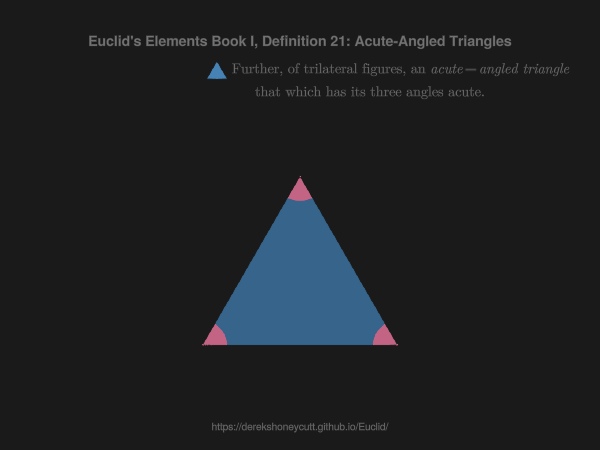 Euclid's Elements Book I, Definition 21: Acute-Angled Triangles
Further, of trilateral figures, an acute−angled triangle
that which has its three angles acute.
https://derekshoneycutt.github.io/Euclid/